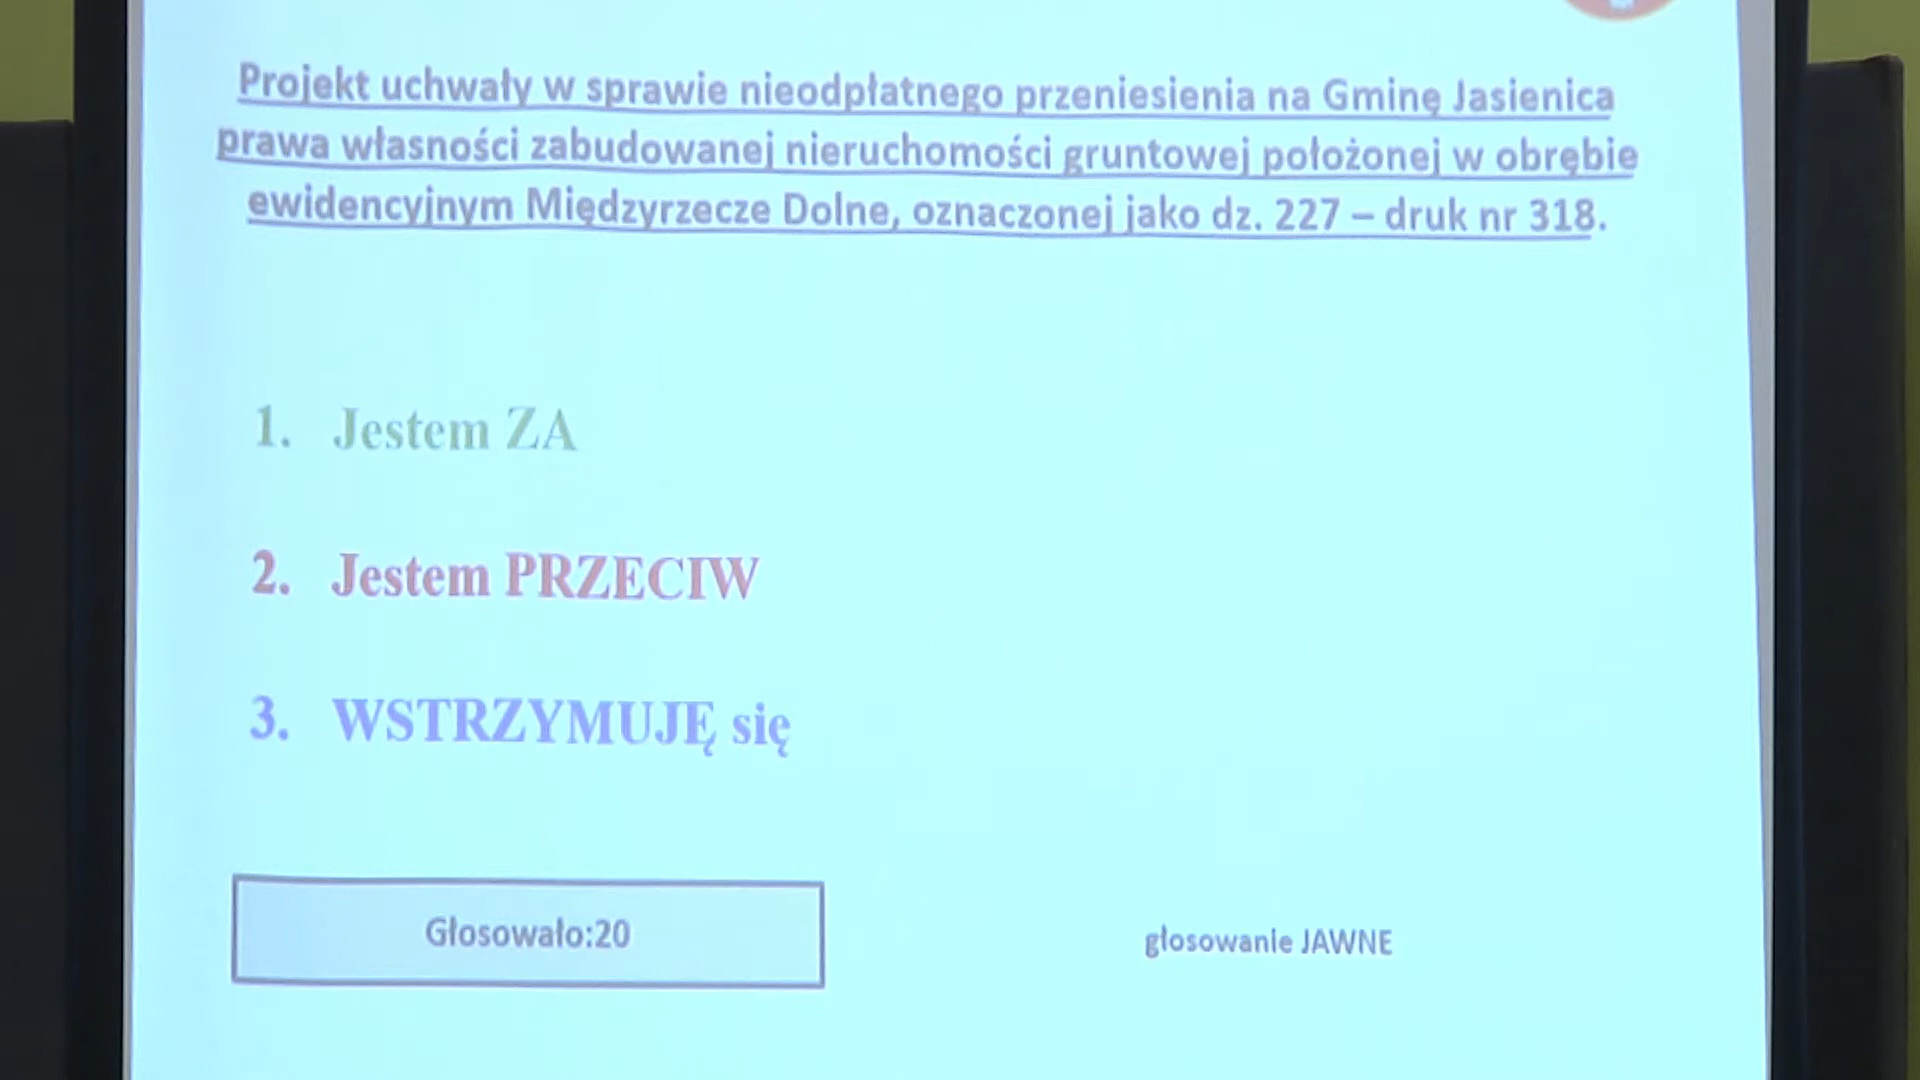 Projekt uchwały w sprawie nieodpłatnego przeniesienia na Gminę Jasienica
prawa własności zabudowanej nieruchomości gruntowej położonej w obrębie
ewidencyjnym Międzyrzecze Dolne, oznaczonej jako dz. 227 – druk nr 318.
1. Jestem ZA
2. Jestem PRZECIW
3. WSTRZYMUJĘ się
Głosowało:20
głosowanie JAWNE